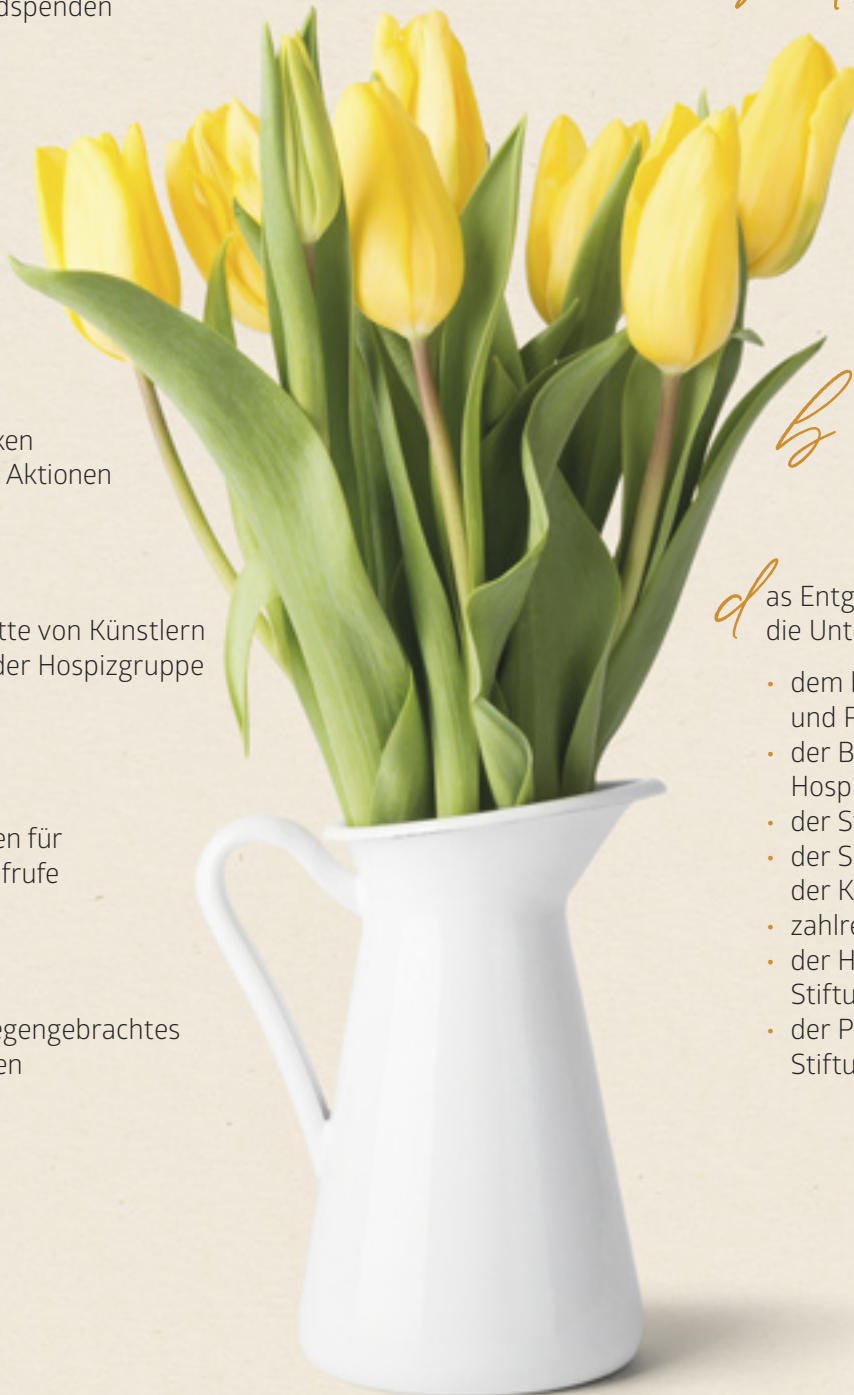 dspenden
ken
Aktionen
tte von Künstlern
der Hospizgruppe
en für
frufe
egengebrachtes
en
b
das Entg
die Unt
• dem
und
• der B
Hosp
• der S
• der S
der K
• zahlre
• der H
Stiftu
• der P
Stiftu